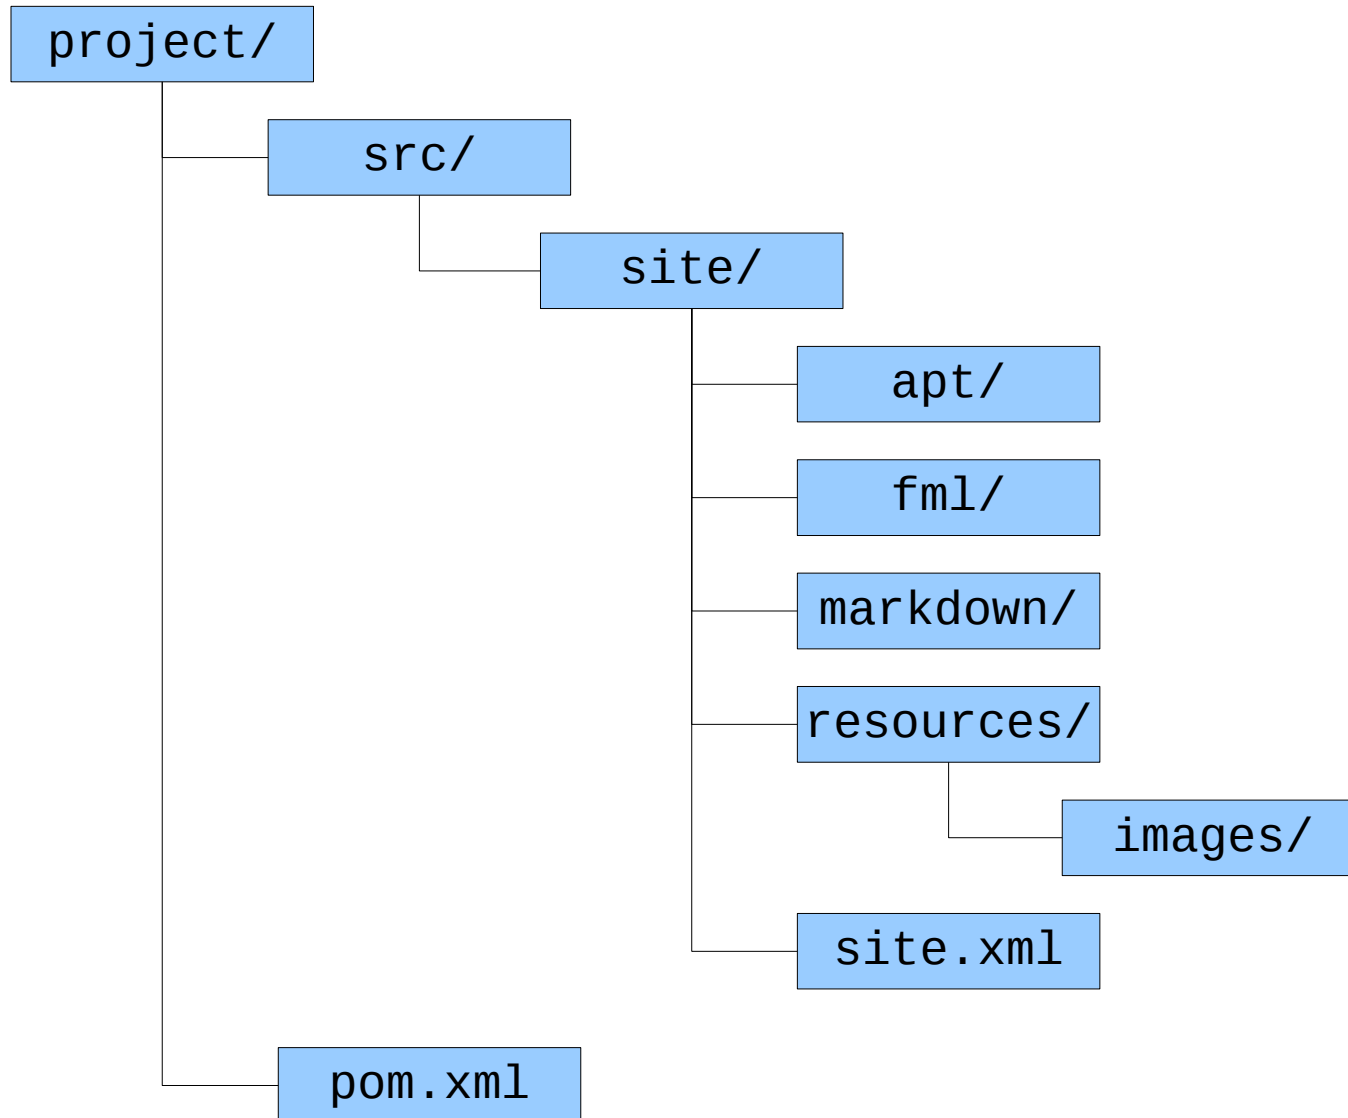 project/
src/
site/
apt/
fml/
markdown/
resources/
images/
site.xml
pom.xml